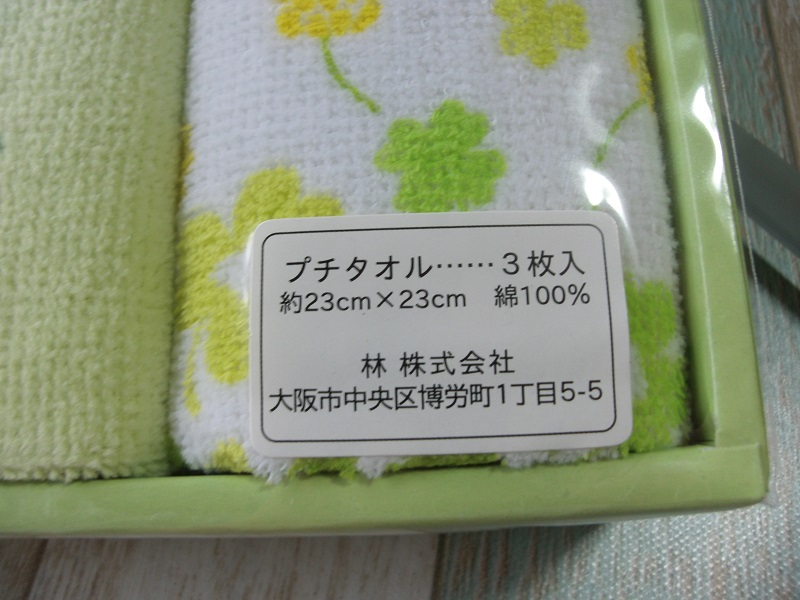 プチタオル……３枚入
約23cm×23cm　綿100%
林 株式会社
大阪市中央区博労町1丁目5-5